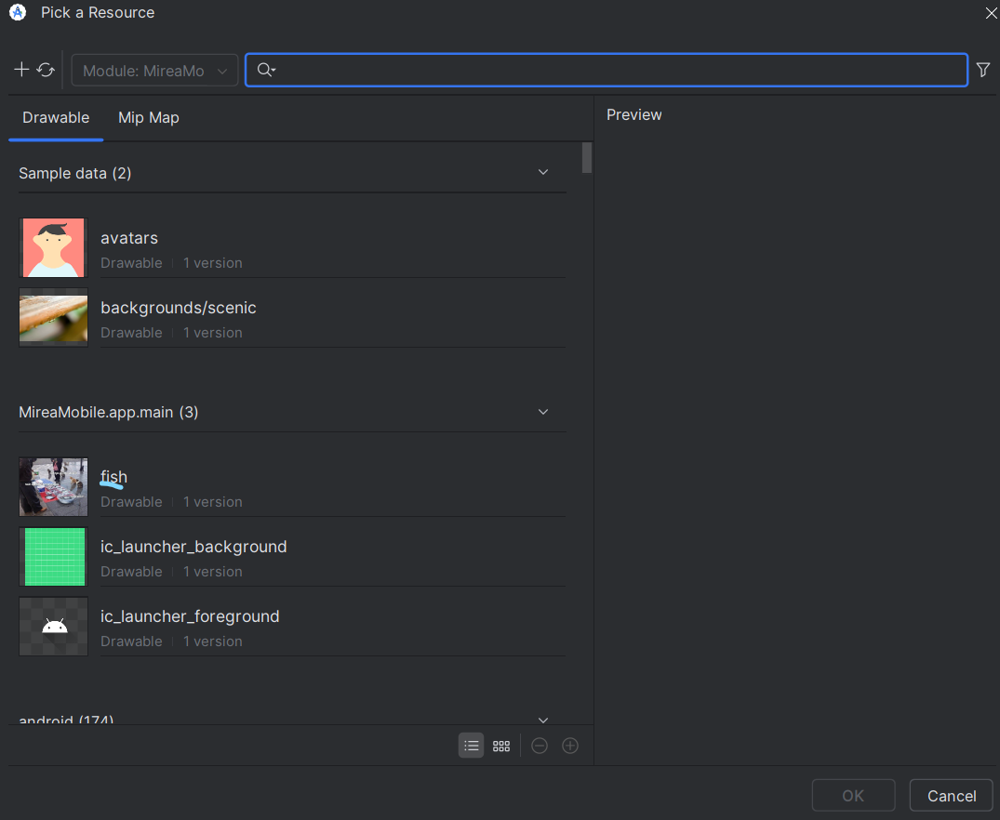 Pick a Resource
Module: MireaMo
Drawable
Mip Map
Preview
Sample data (2)
avatars
Drawable | 1 version
backgrounds/scenic
Drawable | 1 version
MireaMobile.app.main (3)
fish
Drawable | 1 version
ic_launcher_background
Drawable | 1 version
ic_launcher_foreground
Drawable | 1 version
android (174)
OK
Cancel